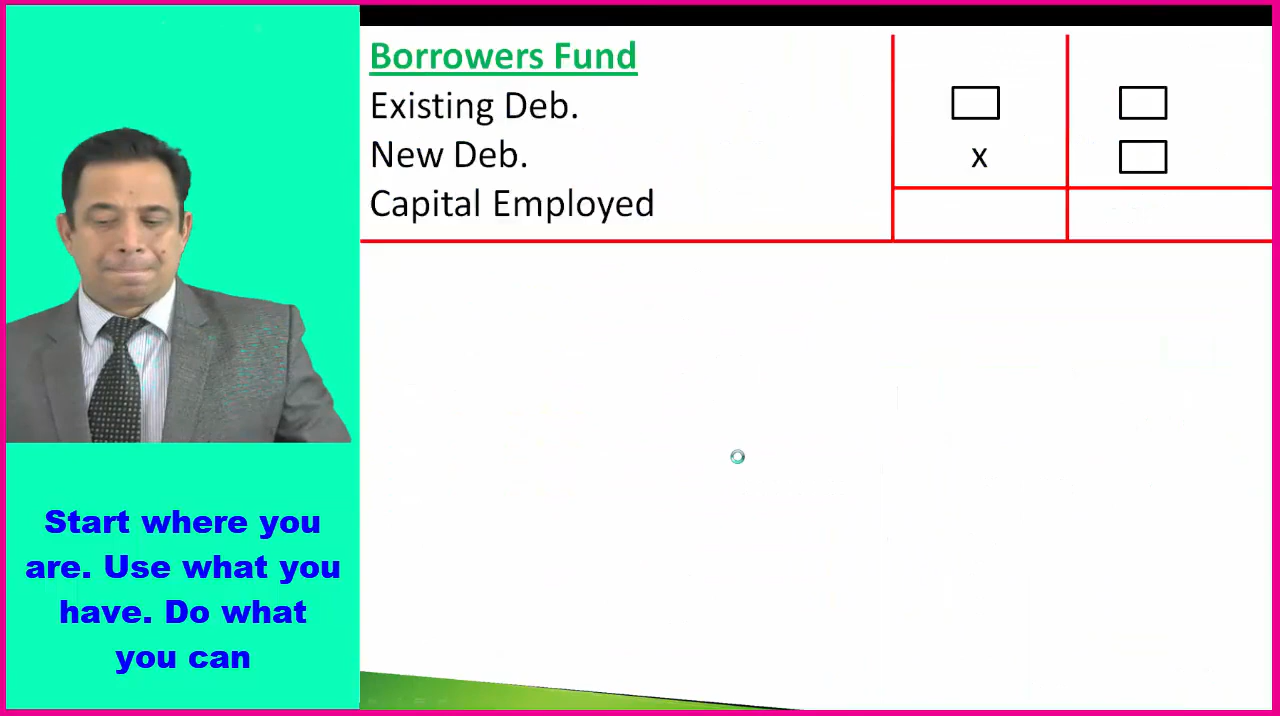 Borrowers Fund
Existing Deb.
New Deb. x
Capital Employed
Start where you
are. Use what you
have. Do what
you can